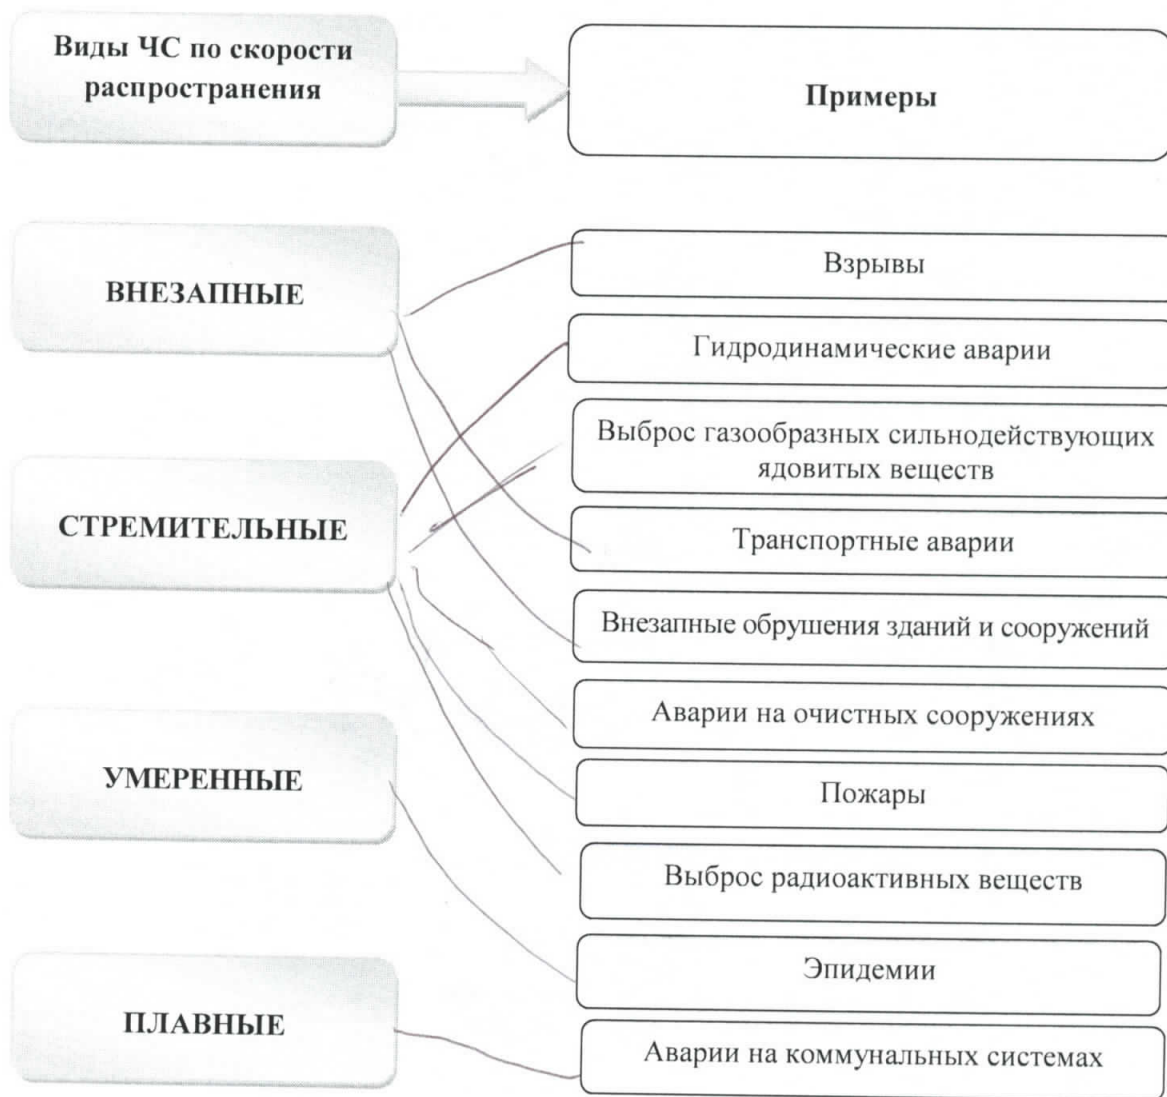 Виды ЧС по скорости
распространения
Примеры
ВНЕЗАПНЫЕ
СТРЕМИТЕЛЬНЫЕ
УМЕРЕННЫЕ
ПЛАВНЫЕ
Взрывы
Гидродинамические аварии
Выброс газообразных сильнодействующих
ядовитых веществ
Транспортные аварии
Внезапные обрушения зданий и сооружений
Аварии на очистных сооружениях
Пожары
Выброс радиоактивных веществ
Эпидемии
Аварии на коммунальных системах